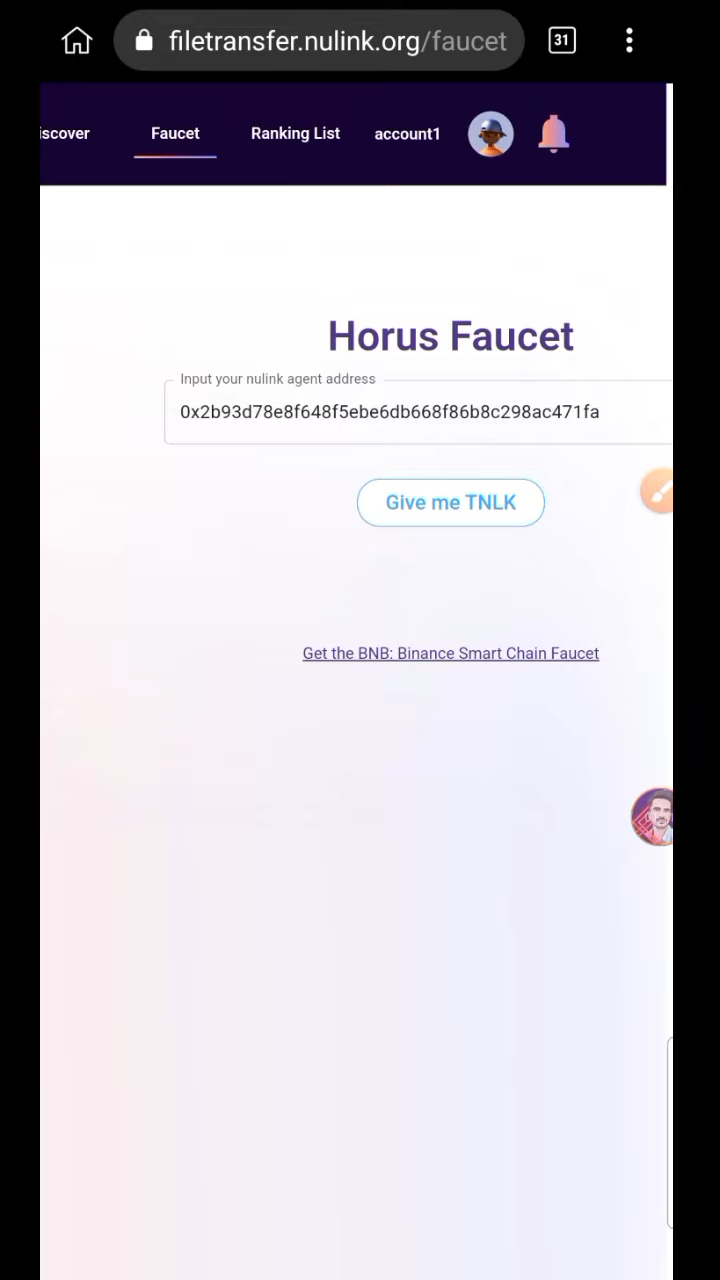 filetransfer.nulink.org/faucet
31
iscover
Faucet
Ranking List
account1
Horus Faucet
Input your nulink agent address
0x2b93d78e8f648f5ebe6db668f86b8c298ac471fa
Give me TNLK
Get the BNB: Binance Smart Chain Faucet